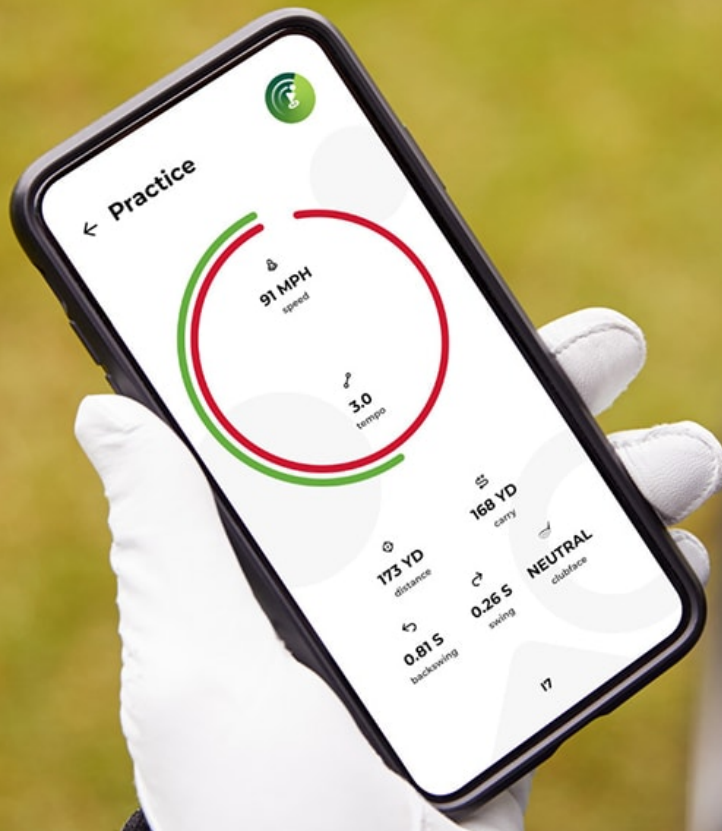 ← Practice
91 MPH
speed
3.0
tempo
173 YD
distance
168 YD
carry
0.81 S
backswing
0.26 S
swing
NEUTRAL
clubface
I7